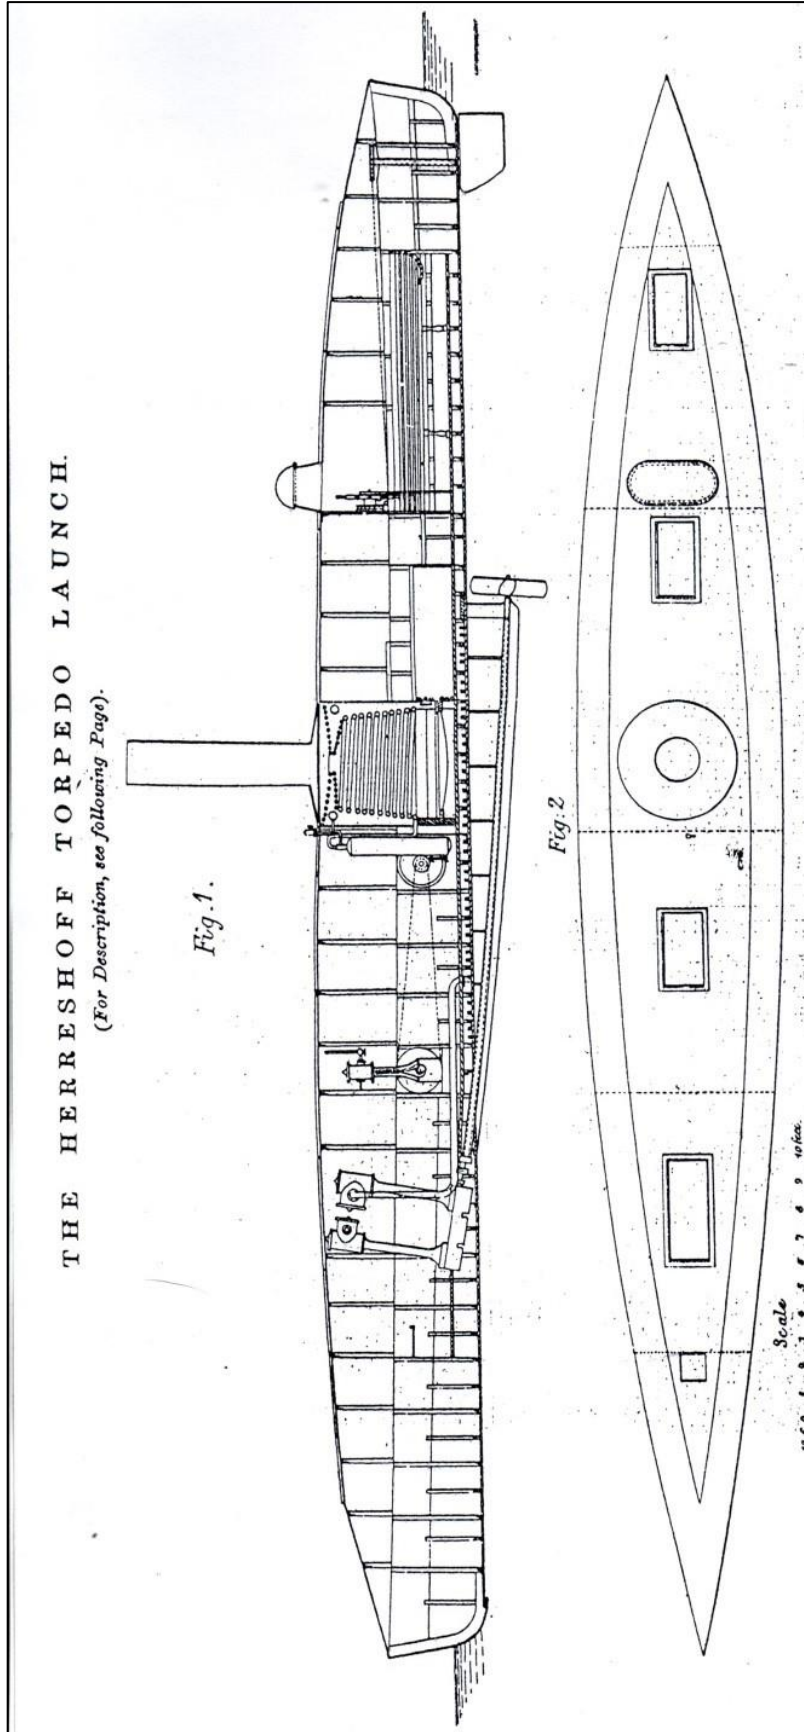 THE HERRESHOFF TORPEDO LAUNCH.
(For Description, see following Page).
Fig. 1.
Fig. 2
Scale